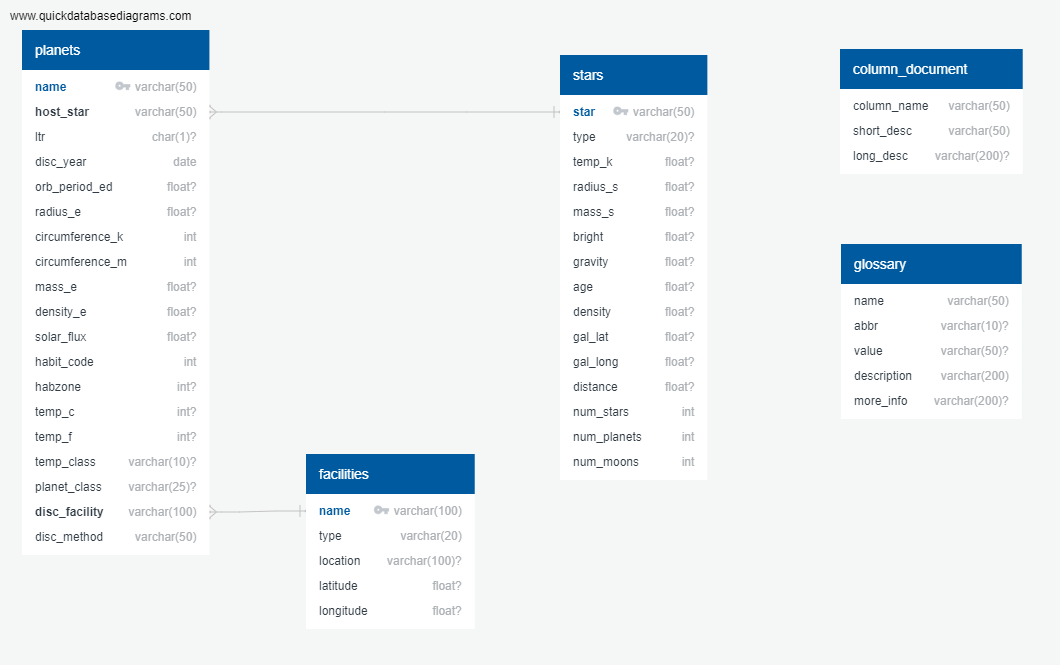 www.quickdatabasediagrams.com
planets
name varchar(50)
host_star varchar(50)
ltr char(1)?
disc_year date
orb_period_ed float?
radius_e float?
circumference_k int
circumference_m int
mass_e float?
density_e float?
solar_flux float?
habit_code int
habzone int?
temp_c int?
temp_f int?
temp_class varchar(10)?
planet_class varchar(25)?
disc_facility varchar(100)
disc_method varchar(50)
facilities
name varchar(100)
type varchar(20)
location varchar(100)?
latitude float?
longitude float?
stars
star varchar(50)
type varchar(20)?
temp_k float?
radius_s float?
mass_s float?
bright float?
gravity float?
age float?
density float?
gal_lat float?
gal_long float?
distance float?
num_stars int
num_planets int
num_moons int
column_document
column_name varchar(50)
short_desc varchar(50)
long_desc varchar(200)?
glossary
name varchar(50)
abbr varchar(10)?
value varchar(50)?
description varchar(200)
more_info varchar(200)?